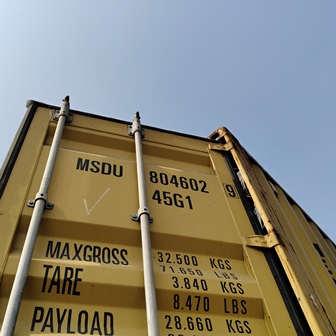 MSDU 804602 9
45G1
MAXGROSS 32.500 KGS
71.650 LBS
TARE 3.840 KGS
8.470 LBS
PAYLOAD 28.660 KGS